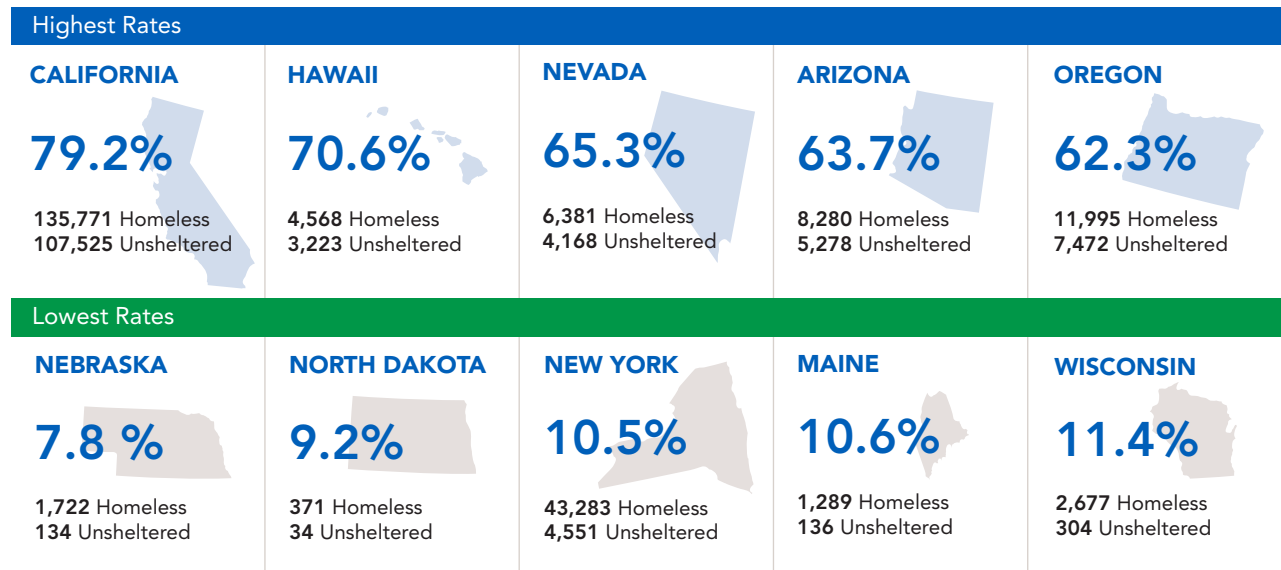 Highest Rates
CALIFORNIA
79.2%
135,771 Homeless
107,525 Unsheltered
HAWAII
70.6%
4,568 Homeless
3,223 Unsheltered
NEVADA
65.3%
6,381 Homeless
4,168 Unsheltered
ARIZONA
63.7%
8,280 Homeless
5,278 Unsheltered
OREGON
62.3%
11,995 Homeless
7,472 Unsheltered
Lowest Rates
NEBRASKA
7.8 %
1,722 Homeless
134 Unsheltered
NORTH DAKOTA
9.2%
371 Homeless
34 Unsheltered
NEW YORK
10.5%
43,283 Homeless
4,551 Unsheltered
MAINE
10.6%
1,289 Homeless
136 Unsheltered
WISCONSIN
11.4%
2,677 Homeless
304 Unsheltered